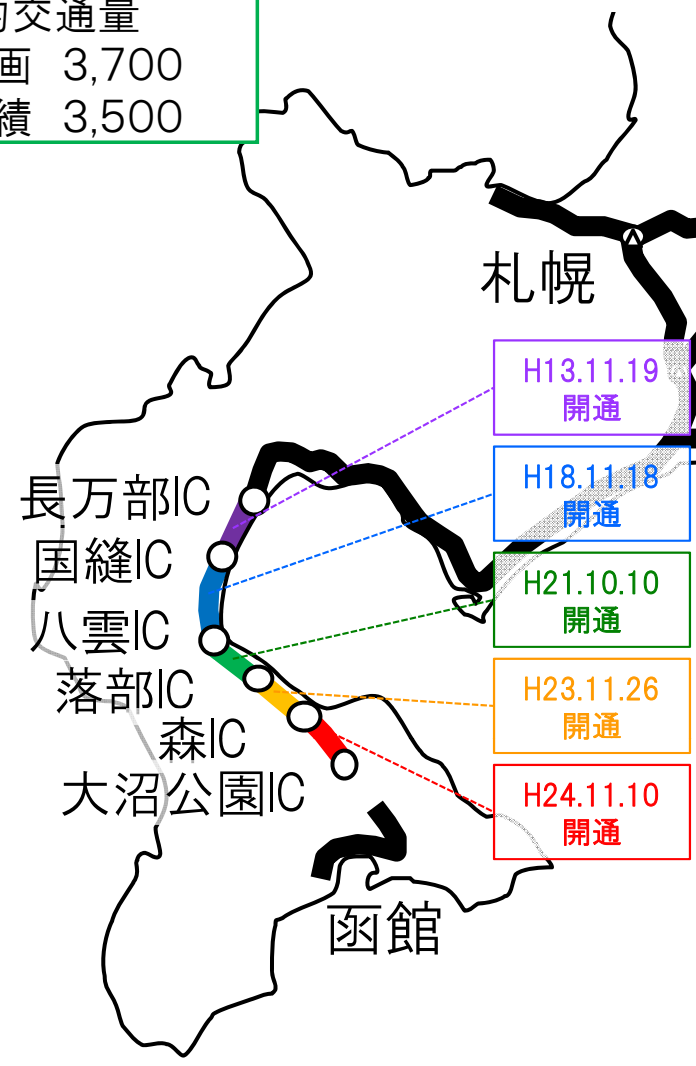 交通量
画 3,700
績 3,500
札幌
H13.11.19
開通
長万部IC
H18.11.18
開通
国縫IC
H21.10.10
開通
八雲IC
落部IC
H23.11.26
開通
森IC
大沼公園IC
H24.11.10
開通
函館